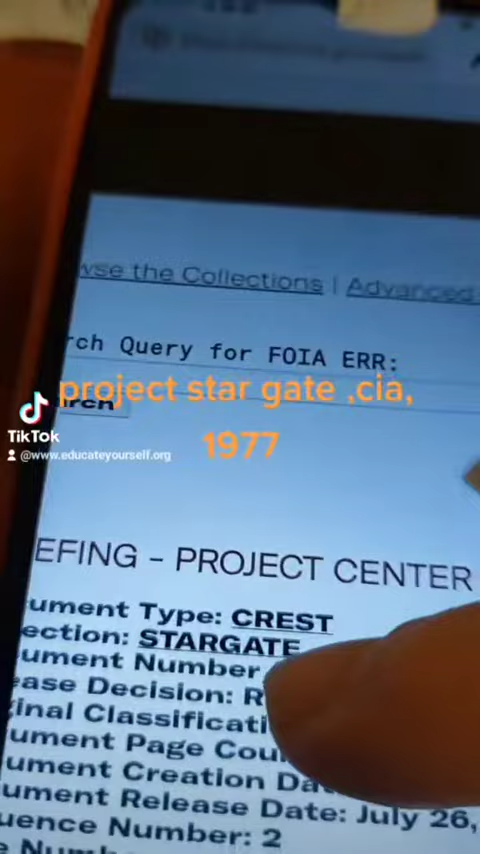 wse the Collections | Advanced
rch Query for FOIA ERR:
project star gate ,cia,
1977
TikTok
@www.educateyourself.org
EFING - PROJECT CENTER
ument Type: CREST
ection: STARGATE
ument Number
ase Decision: R
inal Classificati
ument Page Cou
ument Creation Da
ument Release Date: July 26,
uence Number: 2